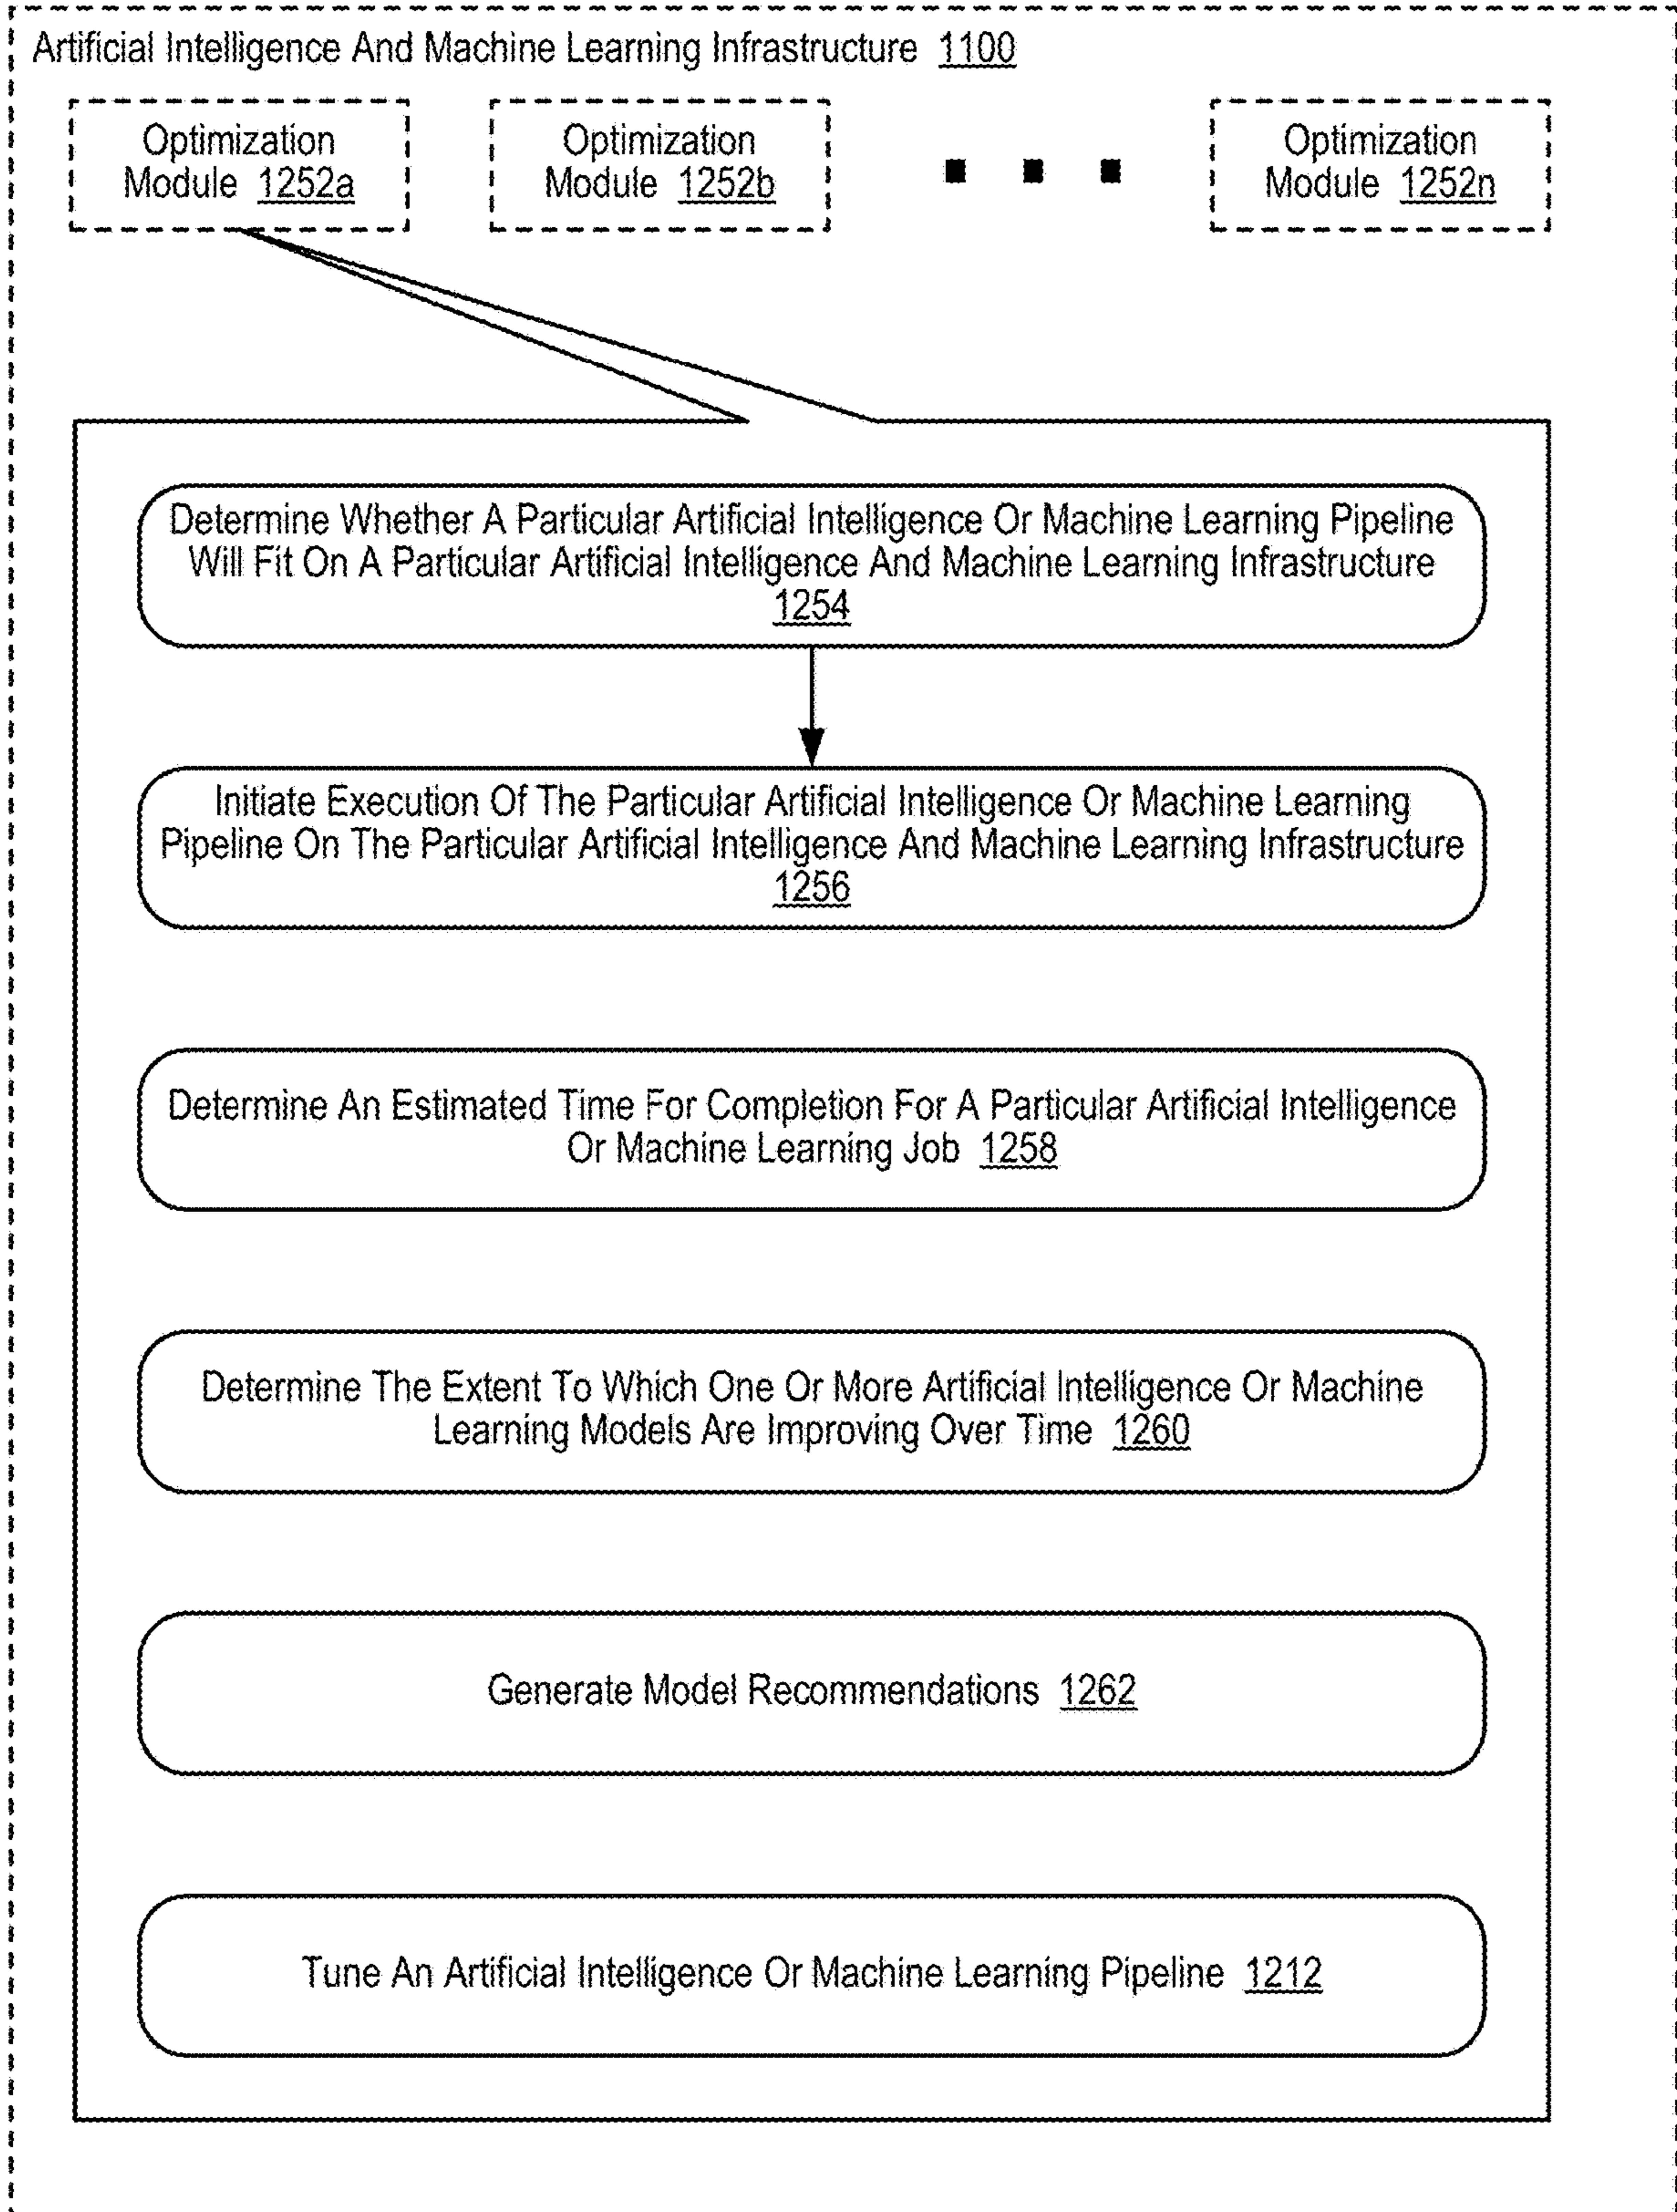 Artificial Intelligence And Machine Learning Infrastructure 1100
Optimization
Module 1252a
Optimization
Module 1252b
Optimization
Module 1252n
Determine Whether A Particular Artificial Intelligence Or Machine Learning Pipeline
Will Fit On A Particular Artificial Intelligence And Machine Learning Infrastructure
1254
Initiate Execution Of The Particular Artificial Intelligence Or Machine Learning
Pipeline On The Particular Artificial Intelligence And Machine Learning Infrastructure
1256
Determine An Estimated Time For Completion For A Particular Artificial Intelligence
Or Machine Learning Job 1258
Determine The Extent To Which One Or More Artificial Intelligence Or Machine
Learning Models Are Improving Over Time 1260
Generate Model Recommendations 1262
Tune An Artificial Intelligence Or Machine Learning Pipeline 1212